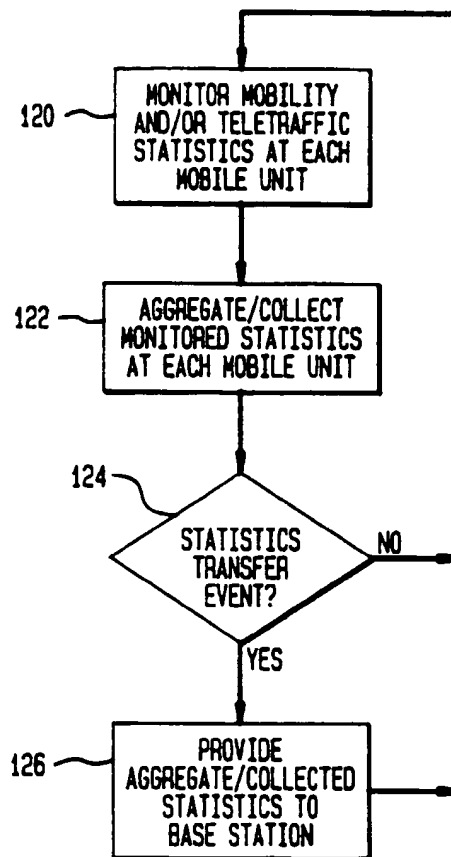 120
MONITOR MOBILITY
AND/OR TELETRAFFIC
STATISTICS AT EACH
MOBILE UNIT
122
AGGREGATE/COLLECT
MONITORED STATISTICS
AT EACH MOBILE UNIT
124
STATISTICS
TRANSFER
EVENT?
NO
YES
126
PROVIDE
AGGREGATE/COLLECTED
STATISTICS TO
BASE STATION